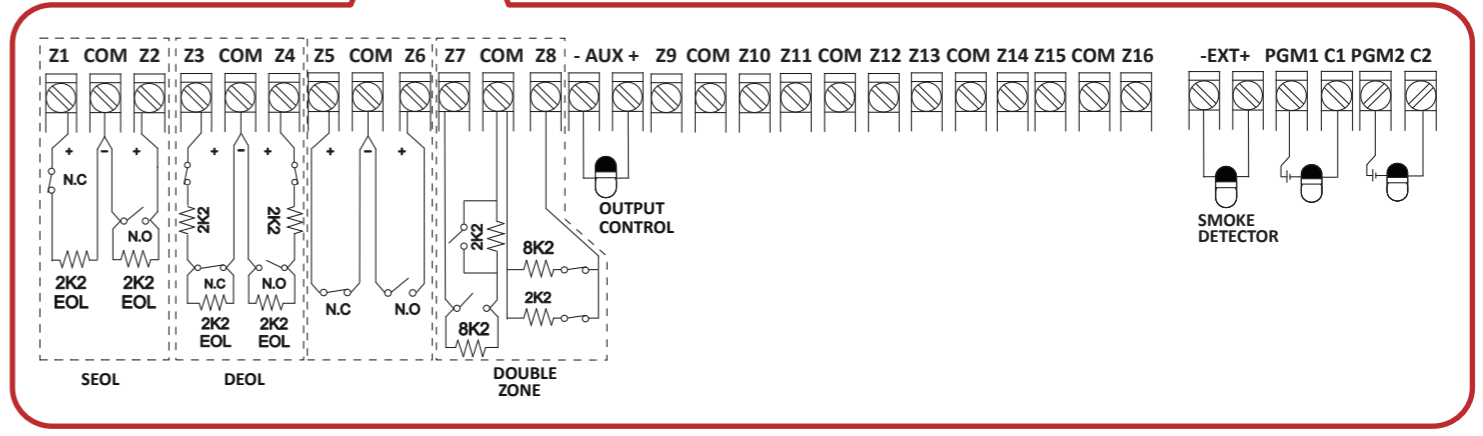 Z1 COM Z2 Z3 COM Z4 Z5 COM Z6 Z7 COM Z8 - AUX + Z9 COM Z10 Z11 COM Z12 Z13 COM Z14 Z15 COM Z16 -EXT+ PGM1 C1 PGM2 C2
+ - + + - + + - +
N.C
2K2 2K2 2K2
N.O
OUTPUT
CONTROL
SMOKE
DETECTOR
8K2
2K2
EOL
2K2
EOL
N.C N.O
2K2
EOL
2K2
EOL
N.C N.O
2K2
8K2
SEOL
DEOL
DOUBLE
ZONE